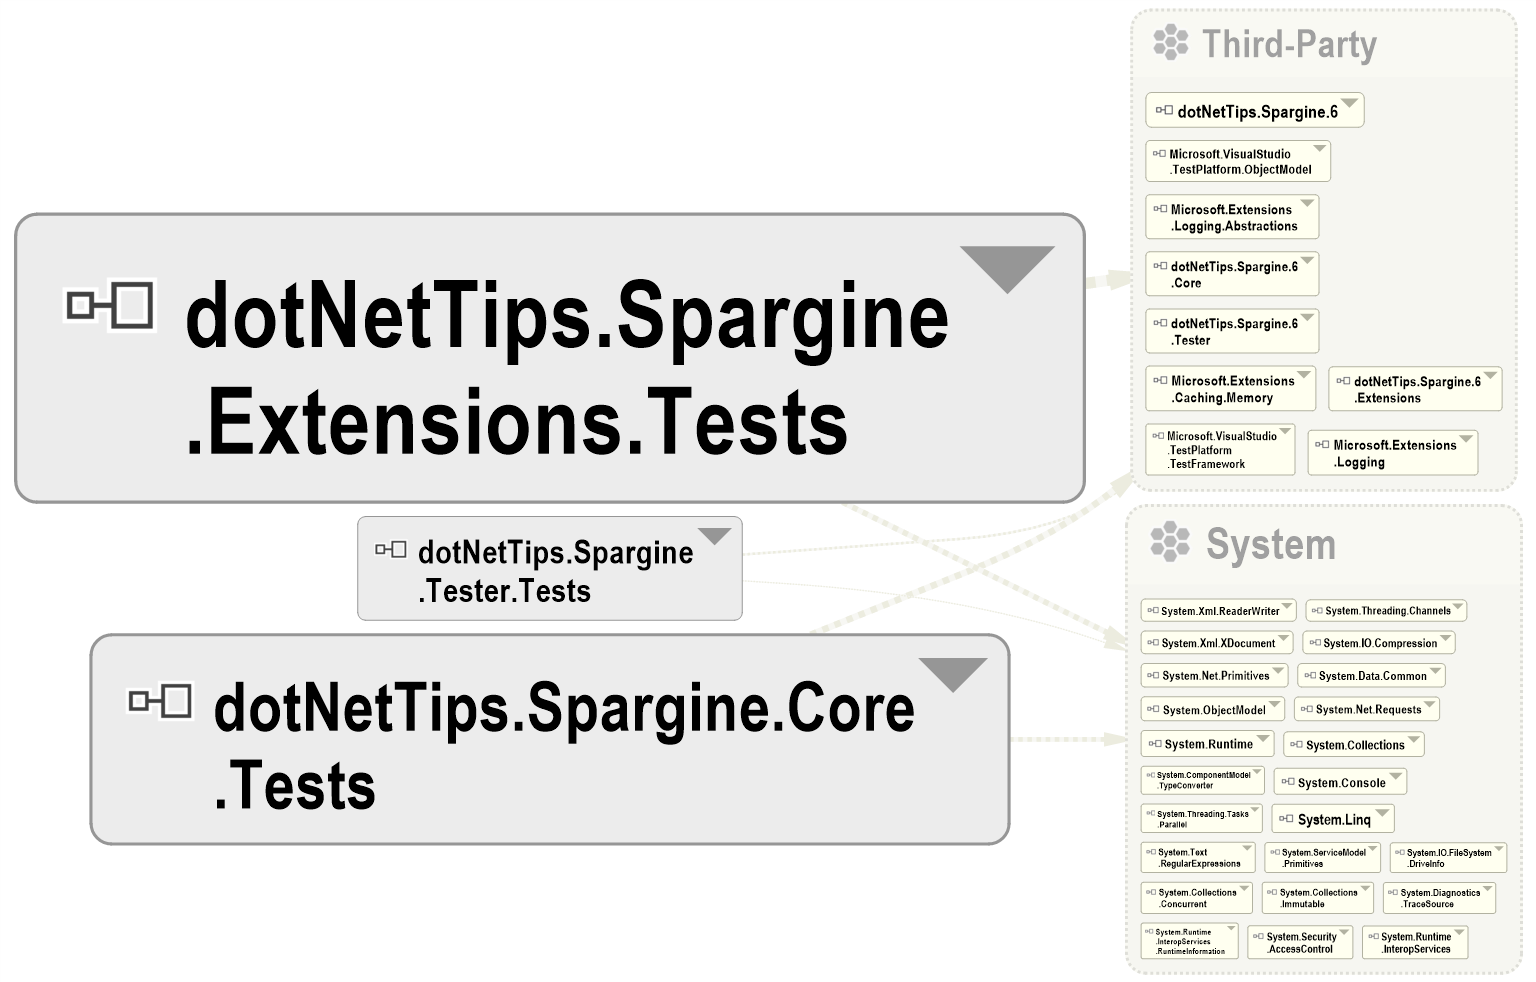 dotNetTips.Spargine
.Extensions.Tests
dotNetTips.Spargine
.Tester.Tests
dotNetTips.Spargine.Core
.Tests
Third-Party
dotNetTips.Spargine.6
Microsoft.VisualStudio
.TestPlatform.ObjectModel
Microsoft.Extensions
.Logging.Abstractions
dotNetTips.Spargine.6
.Core
dotNetTips.Spargine.6
.Tester
Microsoft.Extensions
.Caching.Memory
dotNetTips.Spargine.6
.Extensions
Microsoft.VisualStudio
.TestPlatform
.TestFramework
Microsoft.Extensions
.Logging
System
System.Xml.ReaderWriter
System.Threading.Channels
System.Xml.XDocument
System.IO.Compression
System.Net.Primitives
System.Data.Common
System.ObjectModel
System.Net.Requests
System.Runtime
System.Collections
System.ComponentModel
.TypeConverter
System.Console
System.Threading.Tasks
.Parallel
System.Linq
System.Text
.RegularExpressions
System.ServiceModel
.Primitives
System.IO.FileSystem
.DriveInfo
System.Collections
.Concurrent
System.Collections
.Immutable
System.Diagnostics
.TraceSource
System.Runtime
.InteropServices
.RuntimeInformation
System.Security
.AccessControl
System.Runtime
.InteropServices